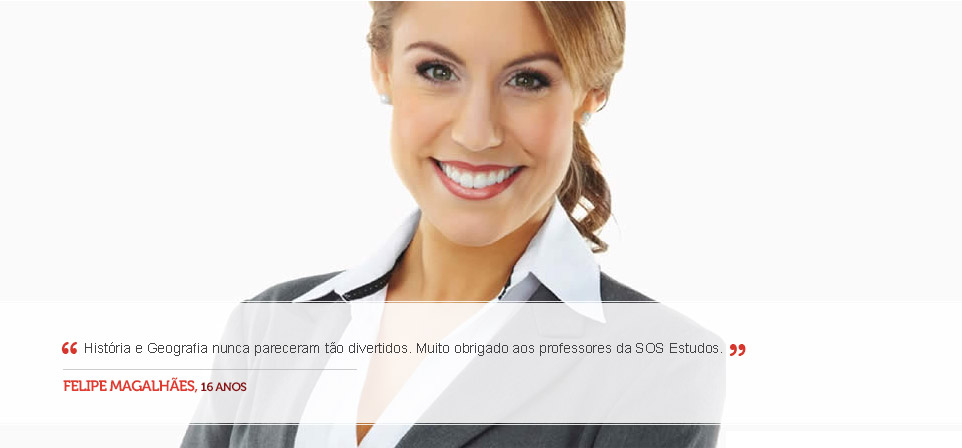 “ História e Geografia nunca pareceram tão divertidos. Muito obrigado aos professores da SOS Estudos. ”
FELIPE MAGALHÃES, 16 ANOS